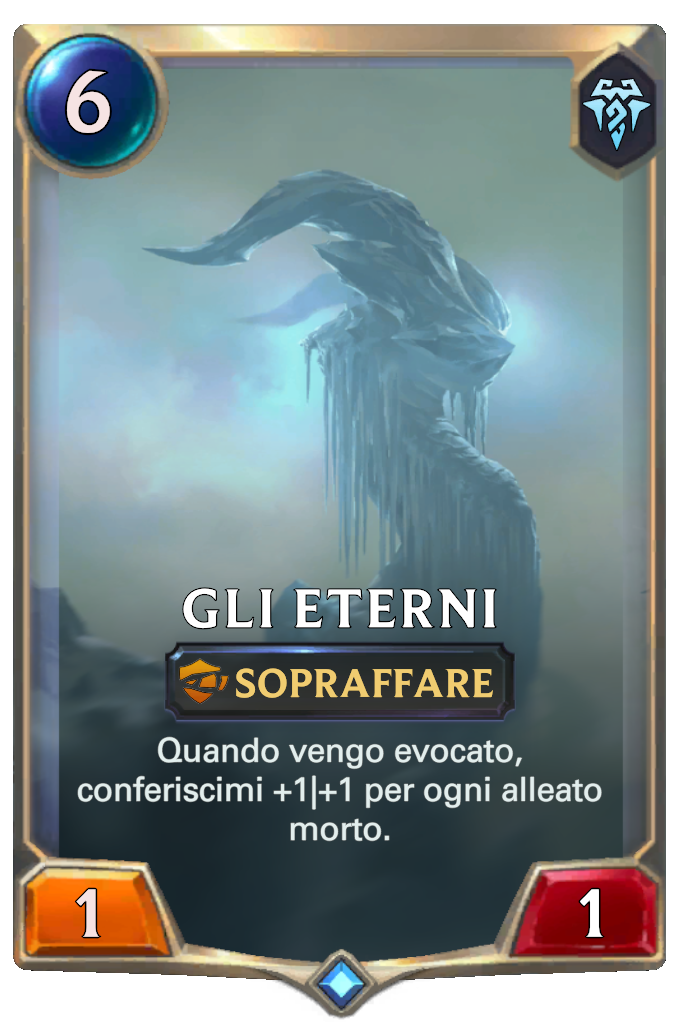 6
GLI ETERNI
SOPRAFFARE
Quando vengo evocato,
conferiscimi +1|+1 per ogni alleato
morto.
1
1